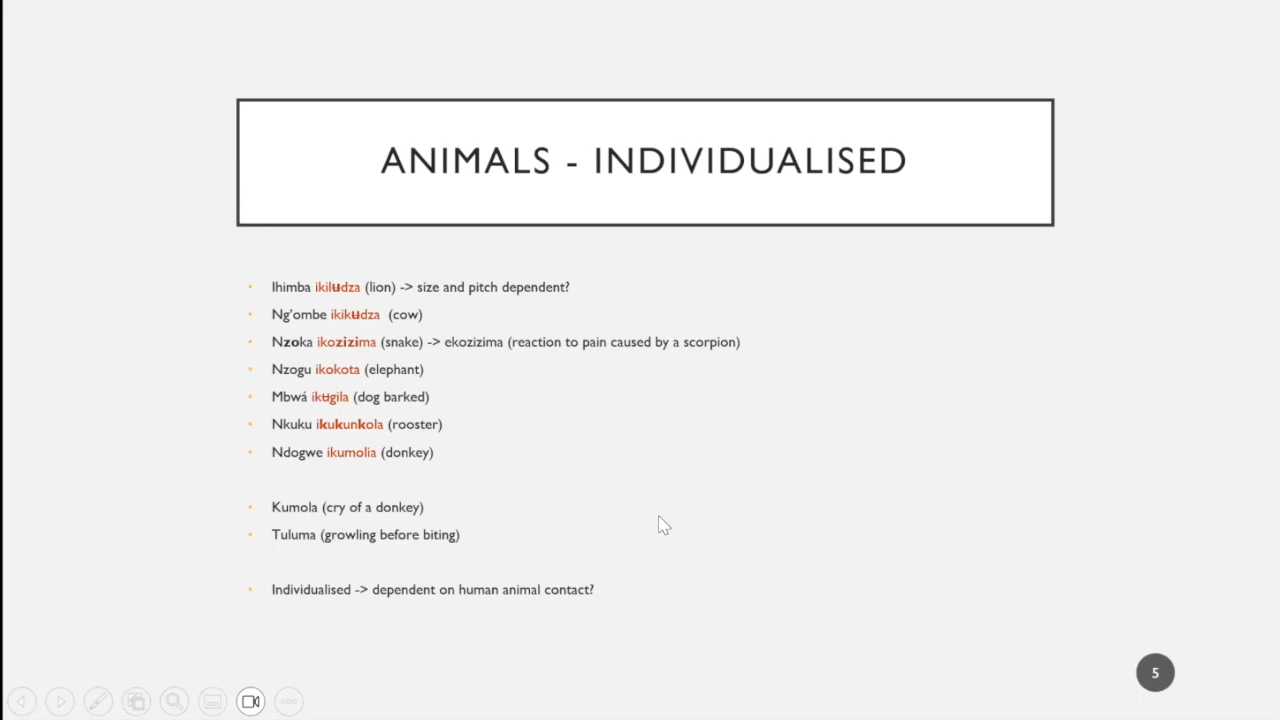 ANIMALS - INDIVIDUALISED
Ihimba ikilʉdza (lion) -> size and pitch dependent?
Ng'ombe ikikʉdza (cow)
Nzoka ikozizima (snake) -> ekozizima (reaction to pain caused by a scorpion)
Nzogu ikokota (elephant)
Mbwá ikʉgila (dog barked)
Nkuku ikukunkola (rooster)
Ndogwe ikumolia (donkey)
Kumola (cry of a donkey)
Tuluma (growling before biting)
Individualised -> dependent on human animal contact?
5